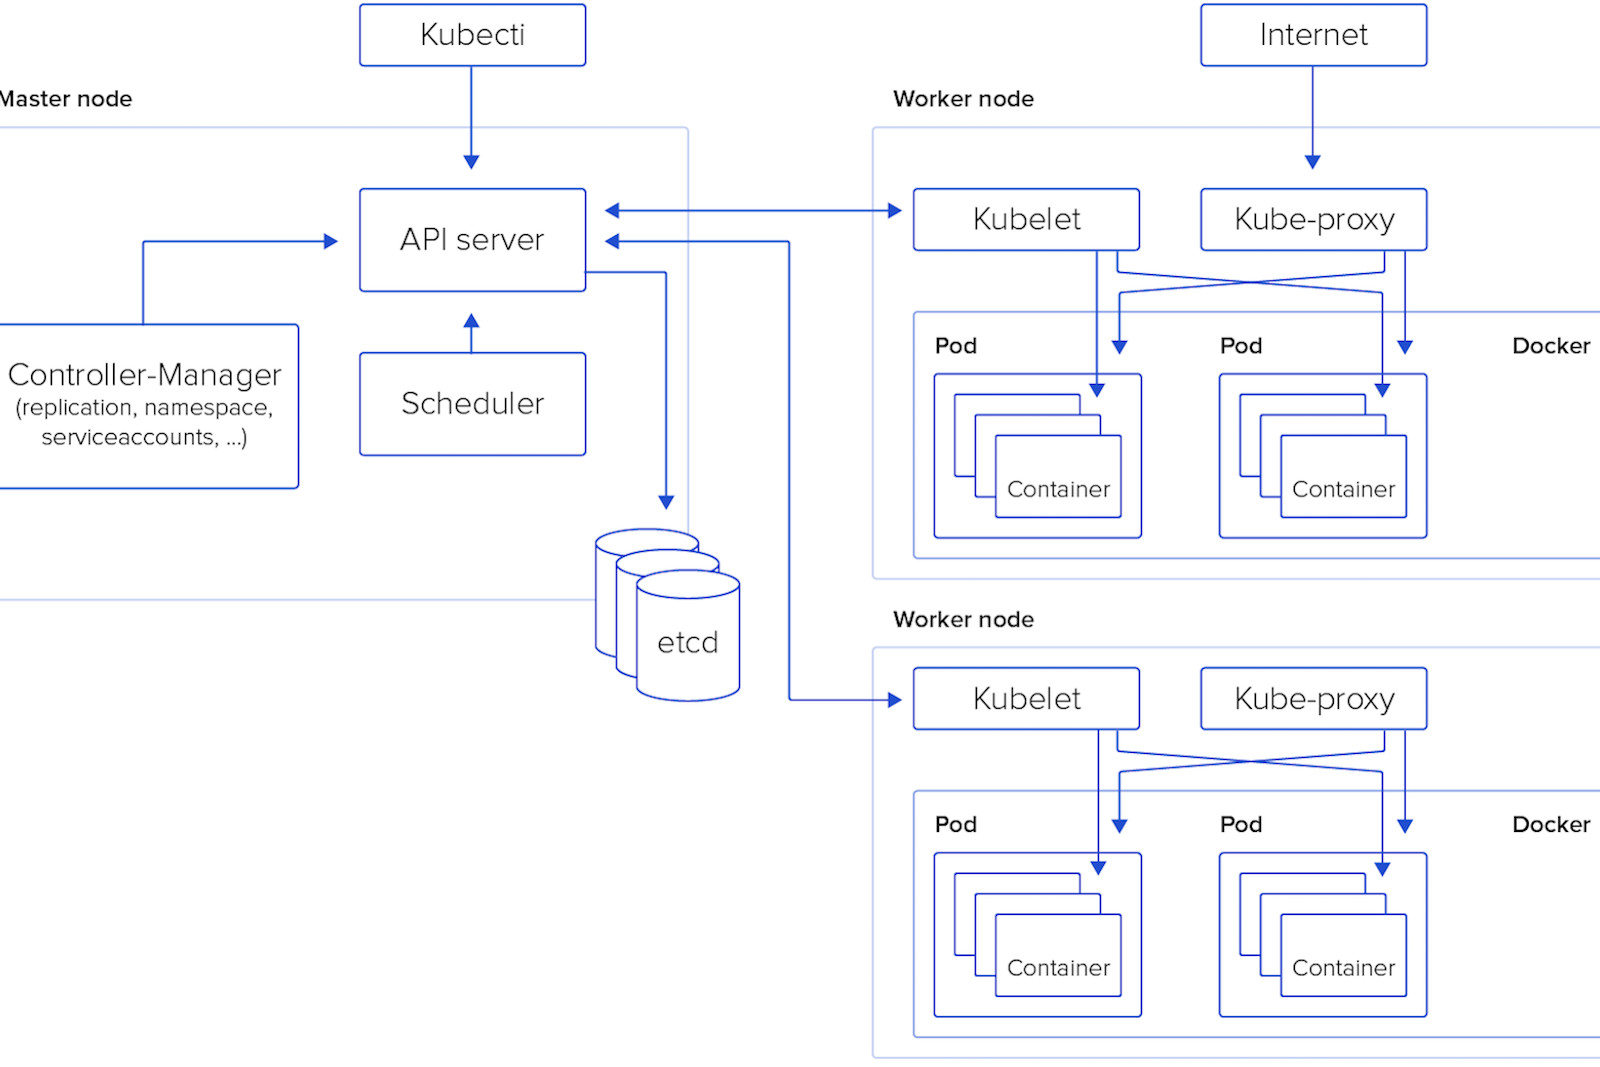 Kubecti
Internet
Master node
Worker node
API server
Kubelet
Kube-proxy
Controller-Manager
(replication, namespace,
serviceaccounts, ...)
Scheduler
Pod
Pod
Docker
Container
Container
etcd
Worker node
Kubelet
Kube-proxy
Pod
Pod
Docker
Container
Container